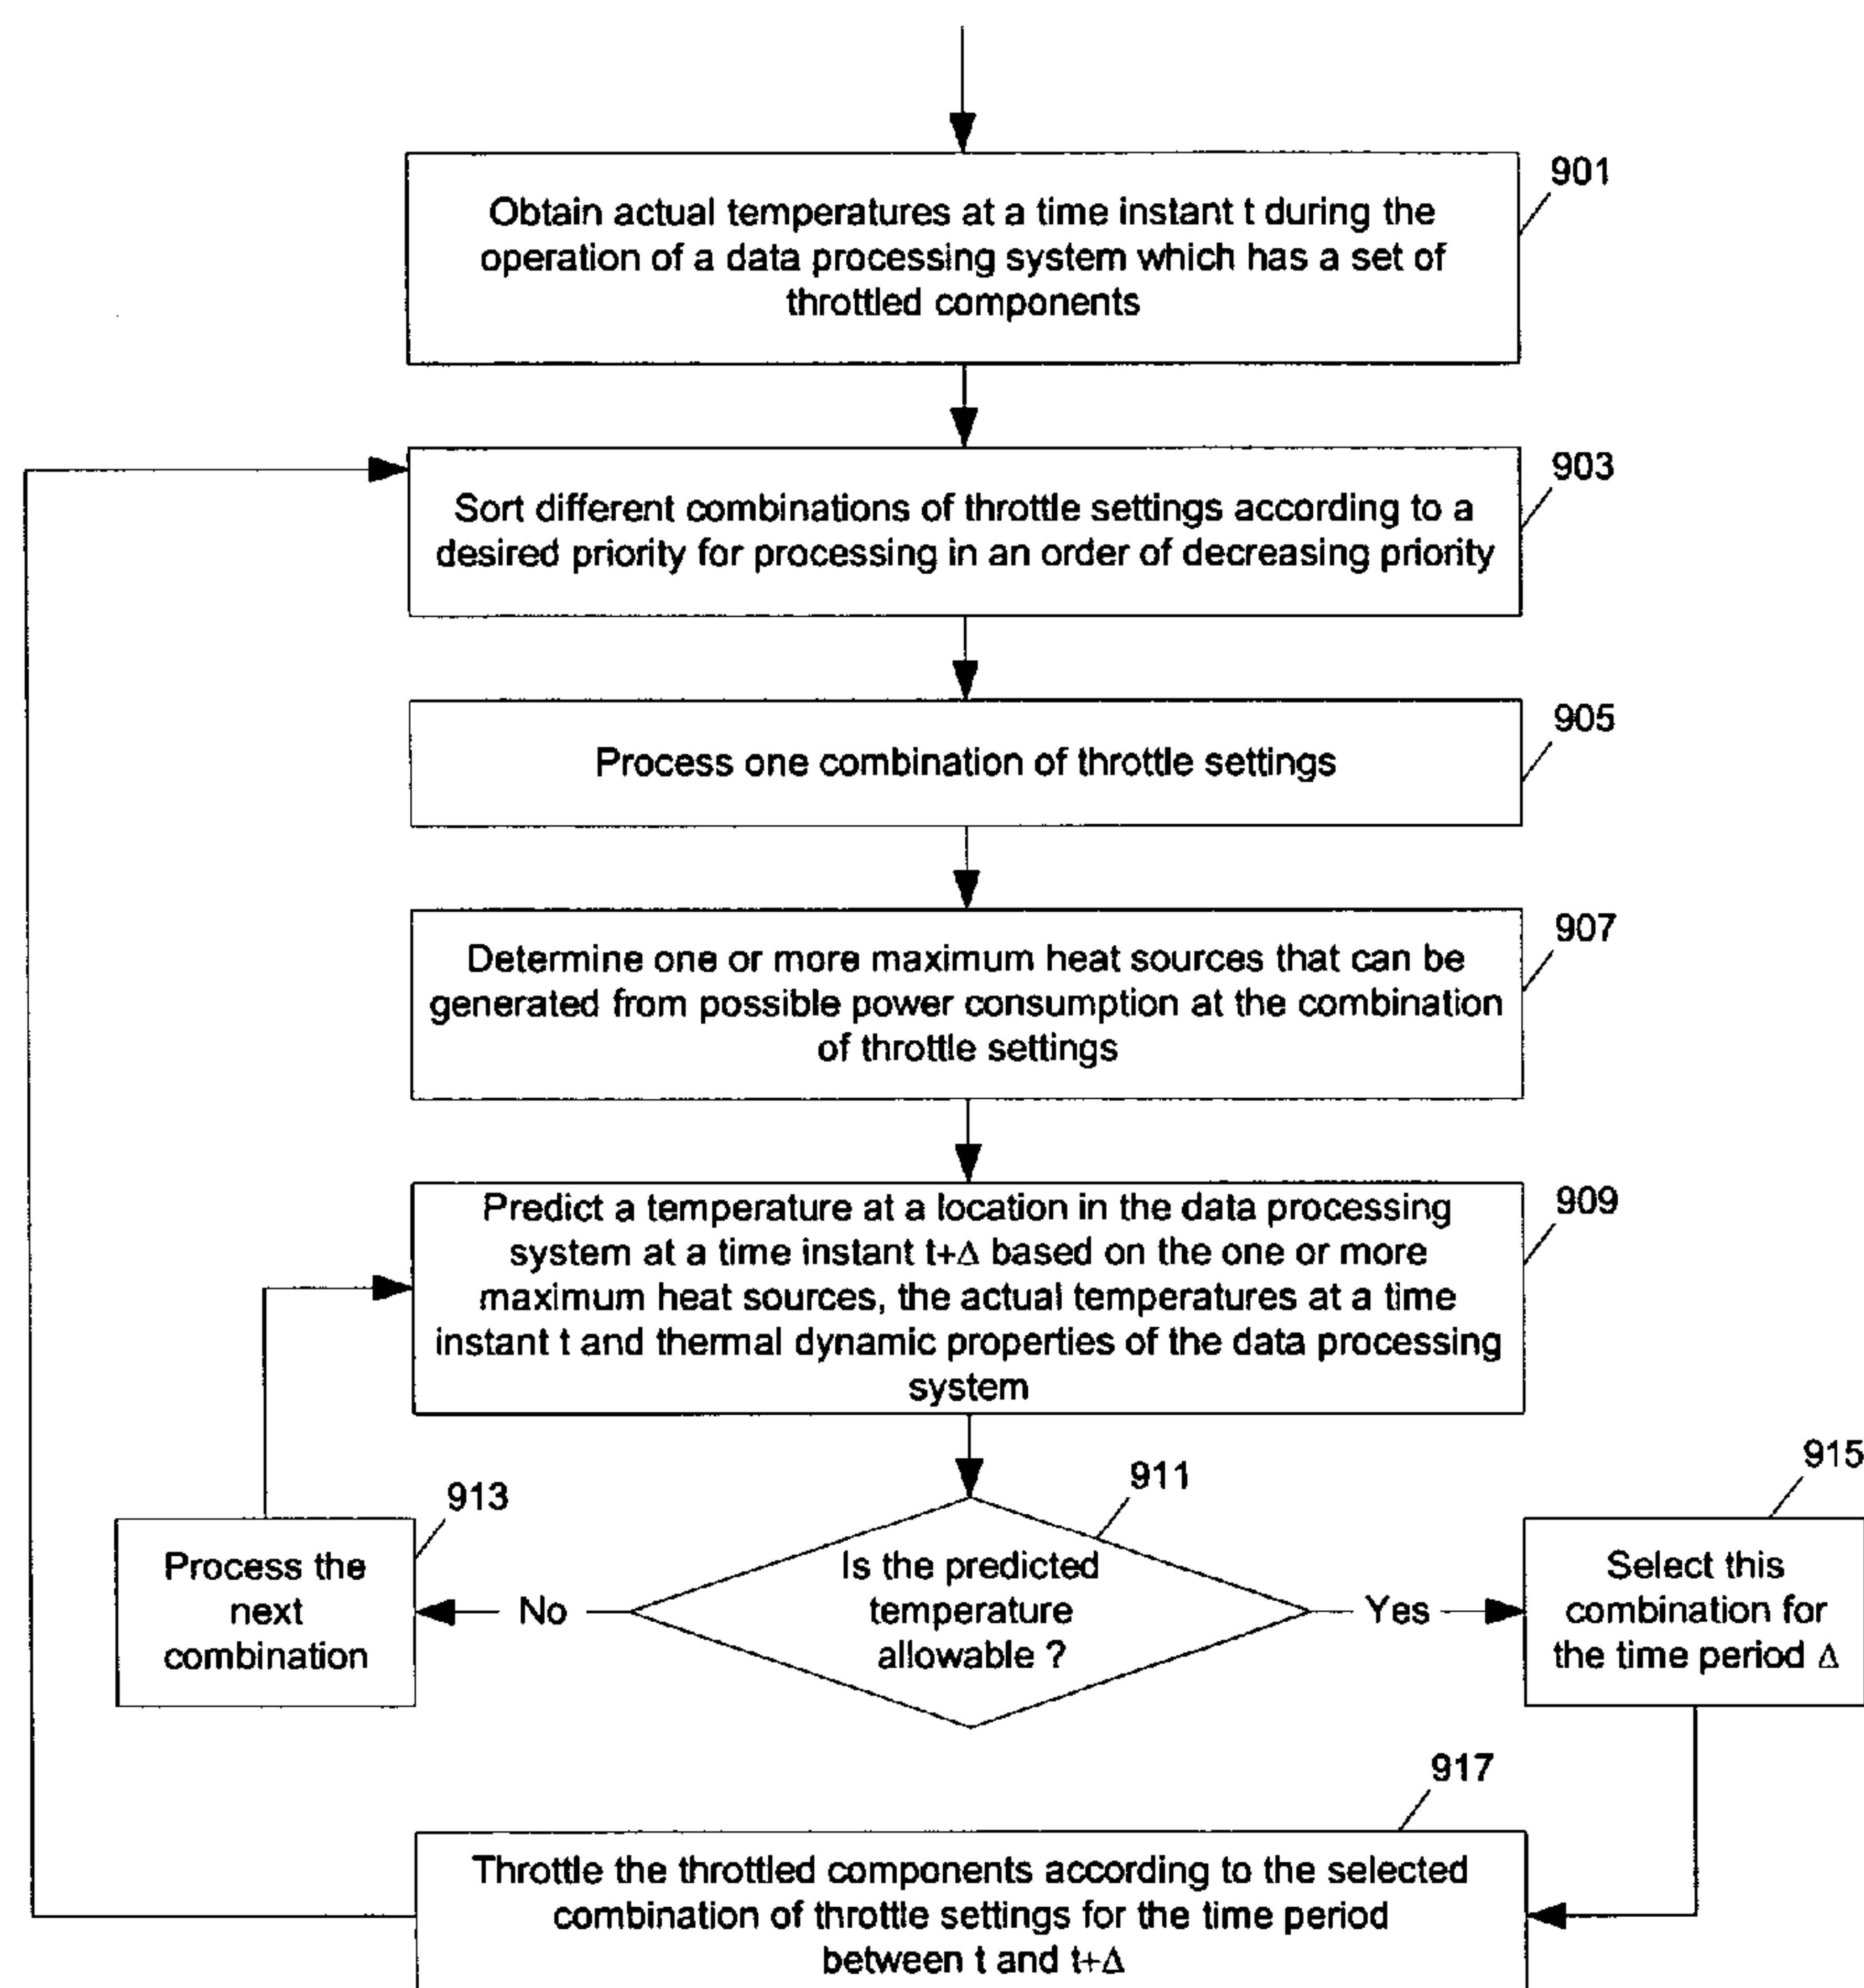 901
Obtain actual temperatures at a time instant t during the
operation of a data processing system which has a set of
throttled components
903
Sort different combinations of throttle settings according to a
desired priority for processing in an order of decreasing priority
905
Process one combination of throttle settings
907
Determine one or more maximum heat sources that can be
generated from possible power consumption at the combination
of throttle settings
909
Predict a temperature at a location in the data processing
system at a time instant t+Δ based on the one or more
maximum heat sources, the actual temperatures at a time
instant t and thermal dynamic properties of the data processing
system
911
Is the predicted
temperature
allowable ?
No
Yes
913
Process the
next
combination
915
Select this
combination for
the time period Δ
917
Throttle the throttled components according to the selected
combination of throttle settings for the time period
between t and t+Δ